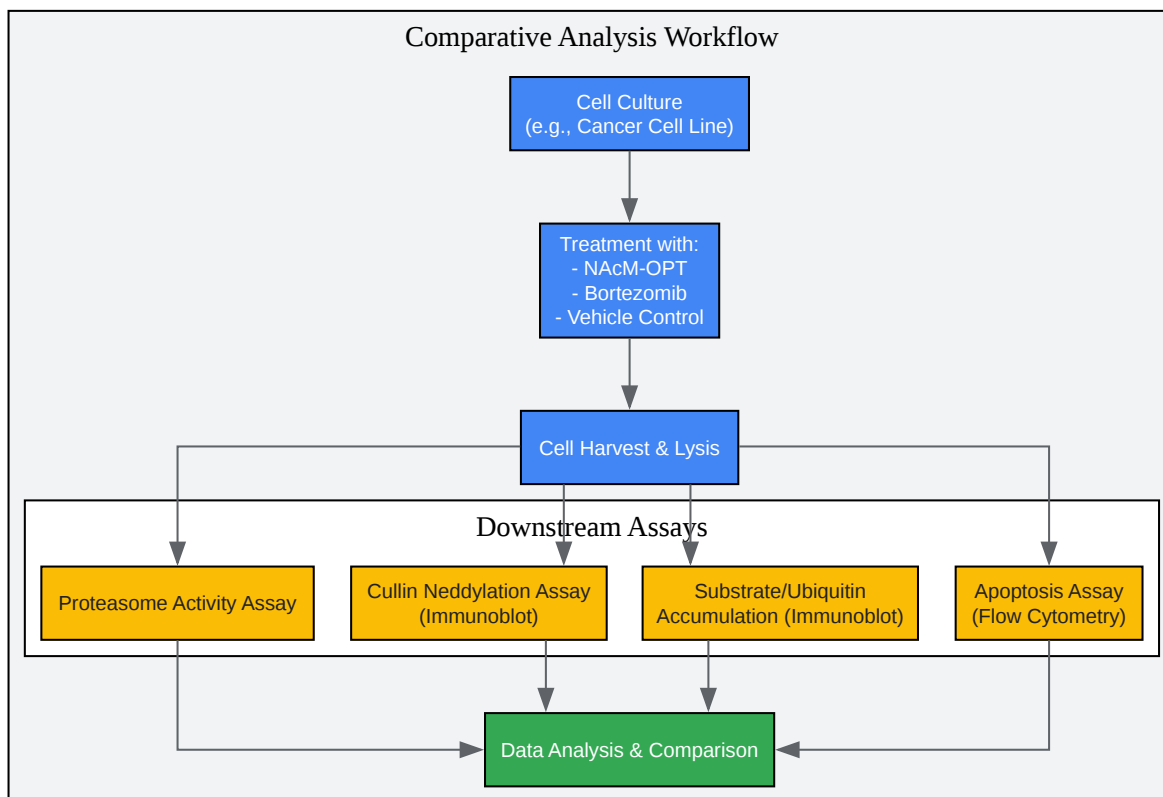 Comparative Analysis Workflow
Cell Culture
(e.g., Cancer Cell Line)
Treatment with:
- NAcM-OPT
- Bortezomib
- Vehicle Control
Cell Harvest & Lysis
Downstream Assays
Proteasome Activity Assay
Cullin Neddylation Assay
(Immunoblot)
Substrate/Ubiquitin
Accumulation (Immunoblot)
Apoptosis Assay
(Flow Cytometry)
Data Analysis & Comparison